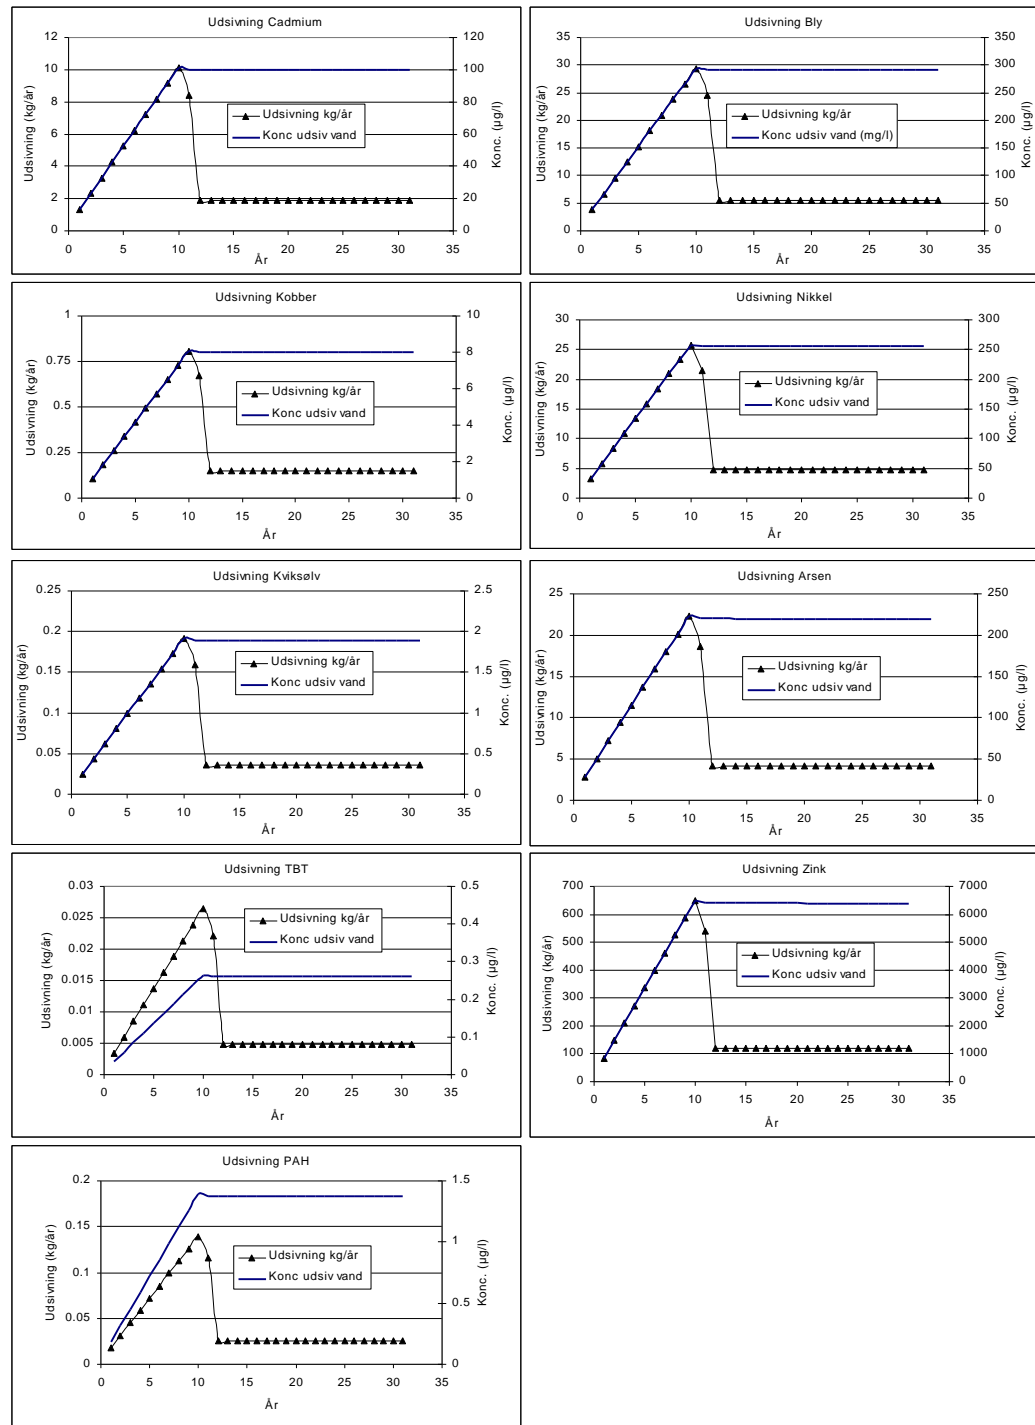 Udsivning Cadmium
12
10
8
6
4
2
0
120
100
80
60
40
20
0
Udsivning (kg/år)
Konc. (µg/l)
Udsivning kg/år
Konc udsiv vand
0 5 10 15 20 25 30 35
År
Udsivning Bly
35
30
25
20
15
10
5
0
350
300
250
200
150
100
50
0
Udsivning (kg/år)
Konc. (µg/l)
Udsivning kg/år
Konc udsiv vand (mg/l)
0 5 10 15 20 25 30 35
År
Udsivning Kobber
1
0.75
0.5
0.25
0
10
8
6
4
2
0
Udsivning (kg/år)
Konc. (µg/l)
Udsivning kg/år
Konc udsiv vand
0 5 10 15 20 25 30 35
År
Udsivning Nikkel
30
25
20
15
10
5
0
300
250
200
150
100
50
0
Udsivning (kg/år)
Konc. (µg/l)
Udsivning kg/år
Konc udsiv vand
0 5 10 15 20 25 30 35
År
Udsivning Kviksølv
0.25
0.2
0.15
0.1
0.05
0
2.5
2
1.5
1
0.5
0
Udsivning (kg/år)
Konc. (µg/l)
Udsivning kg/år
Konc udsiv vand
0 5 10 15 20 25 30 35
År
Udsivning Arsen
25
20
15
10
5
0
250
200
150
100
50
0
Udsivning (kg/år)
Konc. (µg/l)
Udsivning kg/år
Konc udsiv vand
0 5 10 15 20 25 30 35
År
Udsivning TBT
0.03
0.025
0.02
0.015
0.01
0.005
0
0.5
0.4
0.3
0.2
0.1
0
Udsivning (kg/år)
Konc. (µg/l)
Udsivning kg/år
Konc udsiv vand
0 5 10 15 20 25 30 35
År
Udsivning Zink
700
600
500
400
300
200
100
0
7000
6000
5000
4000
3000
2000
1000
0
Udsivning (kg/år)
Konc. (µg/l)
Udsivning kg/år
Konc udsiv vand
0 5 10 15 20 25 30 35
År
Udsivning PAH
0.2
0.15
0.1
0.05
0
1.5
1
0.5
0
Udsivning (kg/år)
Konc. (µg/l)
Udsivning kg/år
Konc udsiv vand
0 5 10 15 20 25 30 35
År